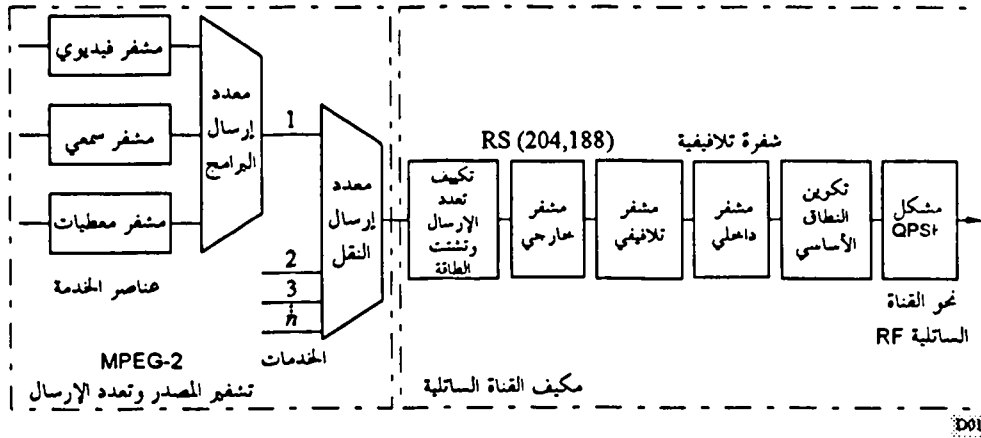 مشفر فيديوي
مشفر سمعي
مشفر معطيات
عناصر الخدمة
معدد
إرسال
البرامج
1
2
3
n
الخدمات
معدد
إرسال
النقل
MPEG-2
تشفير المصدر وتعدد الإرسال
RS (204,188)
شفرة تلافيفية
تكييف
تعدد
الإرسال
وتشتت
الطاقة
مشفر
خارجي
مشفر
تلافيفي
مشفر
داخلي
تكوين
النطاق
الأساسي
مشكل
نحو القناة
الساتلية RF
مكيف القناة الساتلية